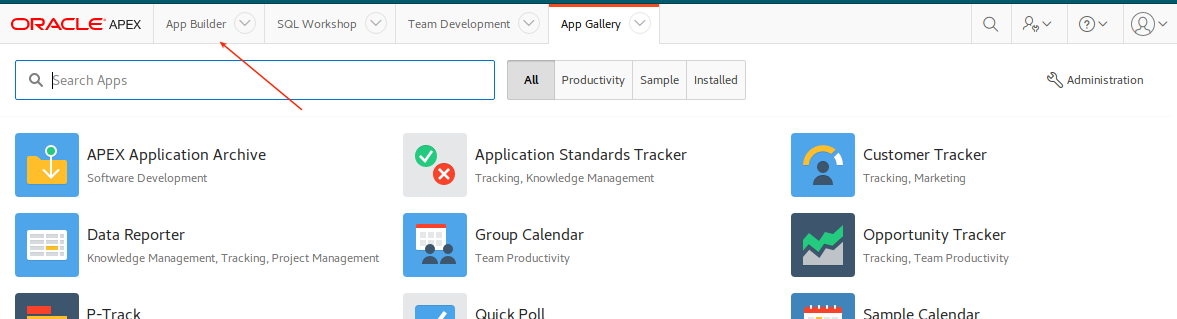 ORACLE APEX App Builder SQL Workshop Team Development App Gallery
Search Apps All Productivity Sample Installed Administration
APEX Application Archive Application Standards Tracker Customer Tracker
Software Development Tracking, Knowledge Management Tracking, Marketing
Data Reporter Group Calendar Opportunity Tracker
Knowledge Management, Tracking, Project Management Team Productivity Tracking, Team Productivity
P-Track Quick Poll Sample Calendar